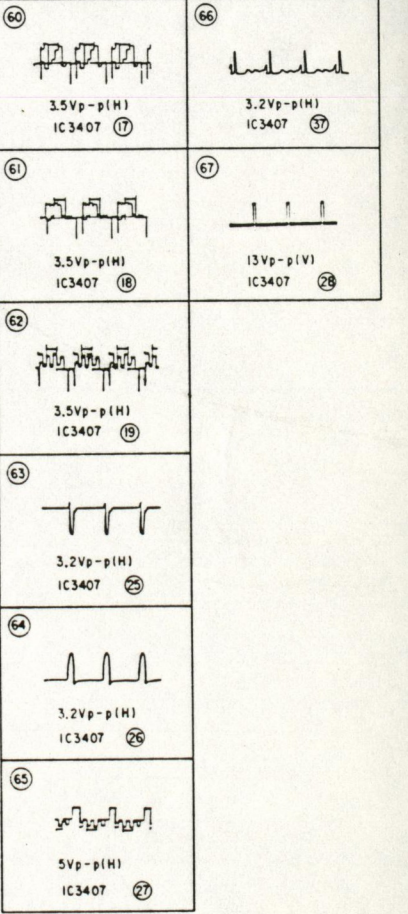 60
3.5Vp-p(H)
IC3407 17
61
3.5Vp-p(H)
IC3407 18
62
3.5Vp-p(H)
IC3407 19
63
3.2Vp-p(H)
IC3407 25
64
3.2Vp-p(H)
IC3407 26
65
5Vp-p(H)
IC3407 27
66
3.2Vp-p(H)
IC3407 37
67
13Vp-p(V)
IC3407 28